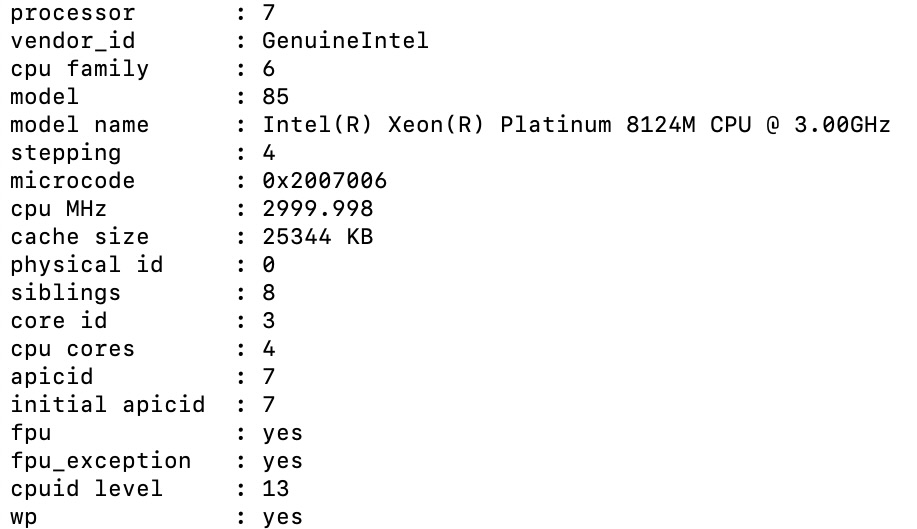 processor : 7
vendor_id : GenuineIntel
cpu family : 6
model : 85
model name : Intel(R) Xeon(R) Platinum 8124M CPU @ 3.00GHz
stepping : 4
microcode : 0x2007006
cpu MHz : 2999.998
cache size : 25344 KB
physical id : 0
siblings : 8
core id : 3
cpu cores : 4
apicid : 7
initial apicid : 7
fpu : yes
fpu_exception : yes
cpuid level : 13
wp : yes